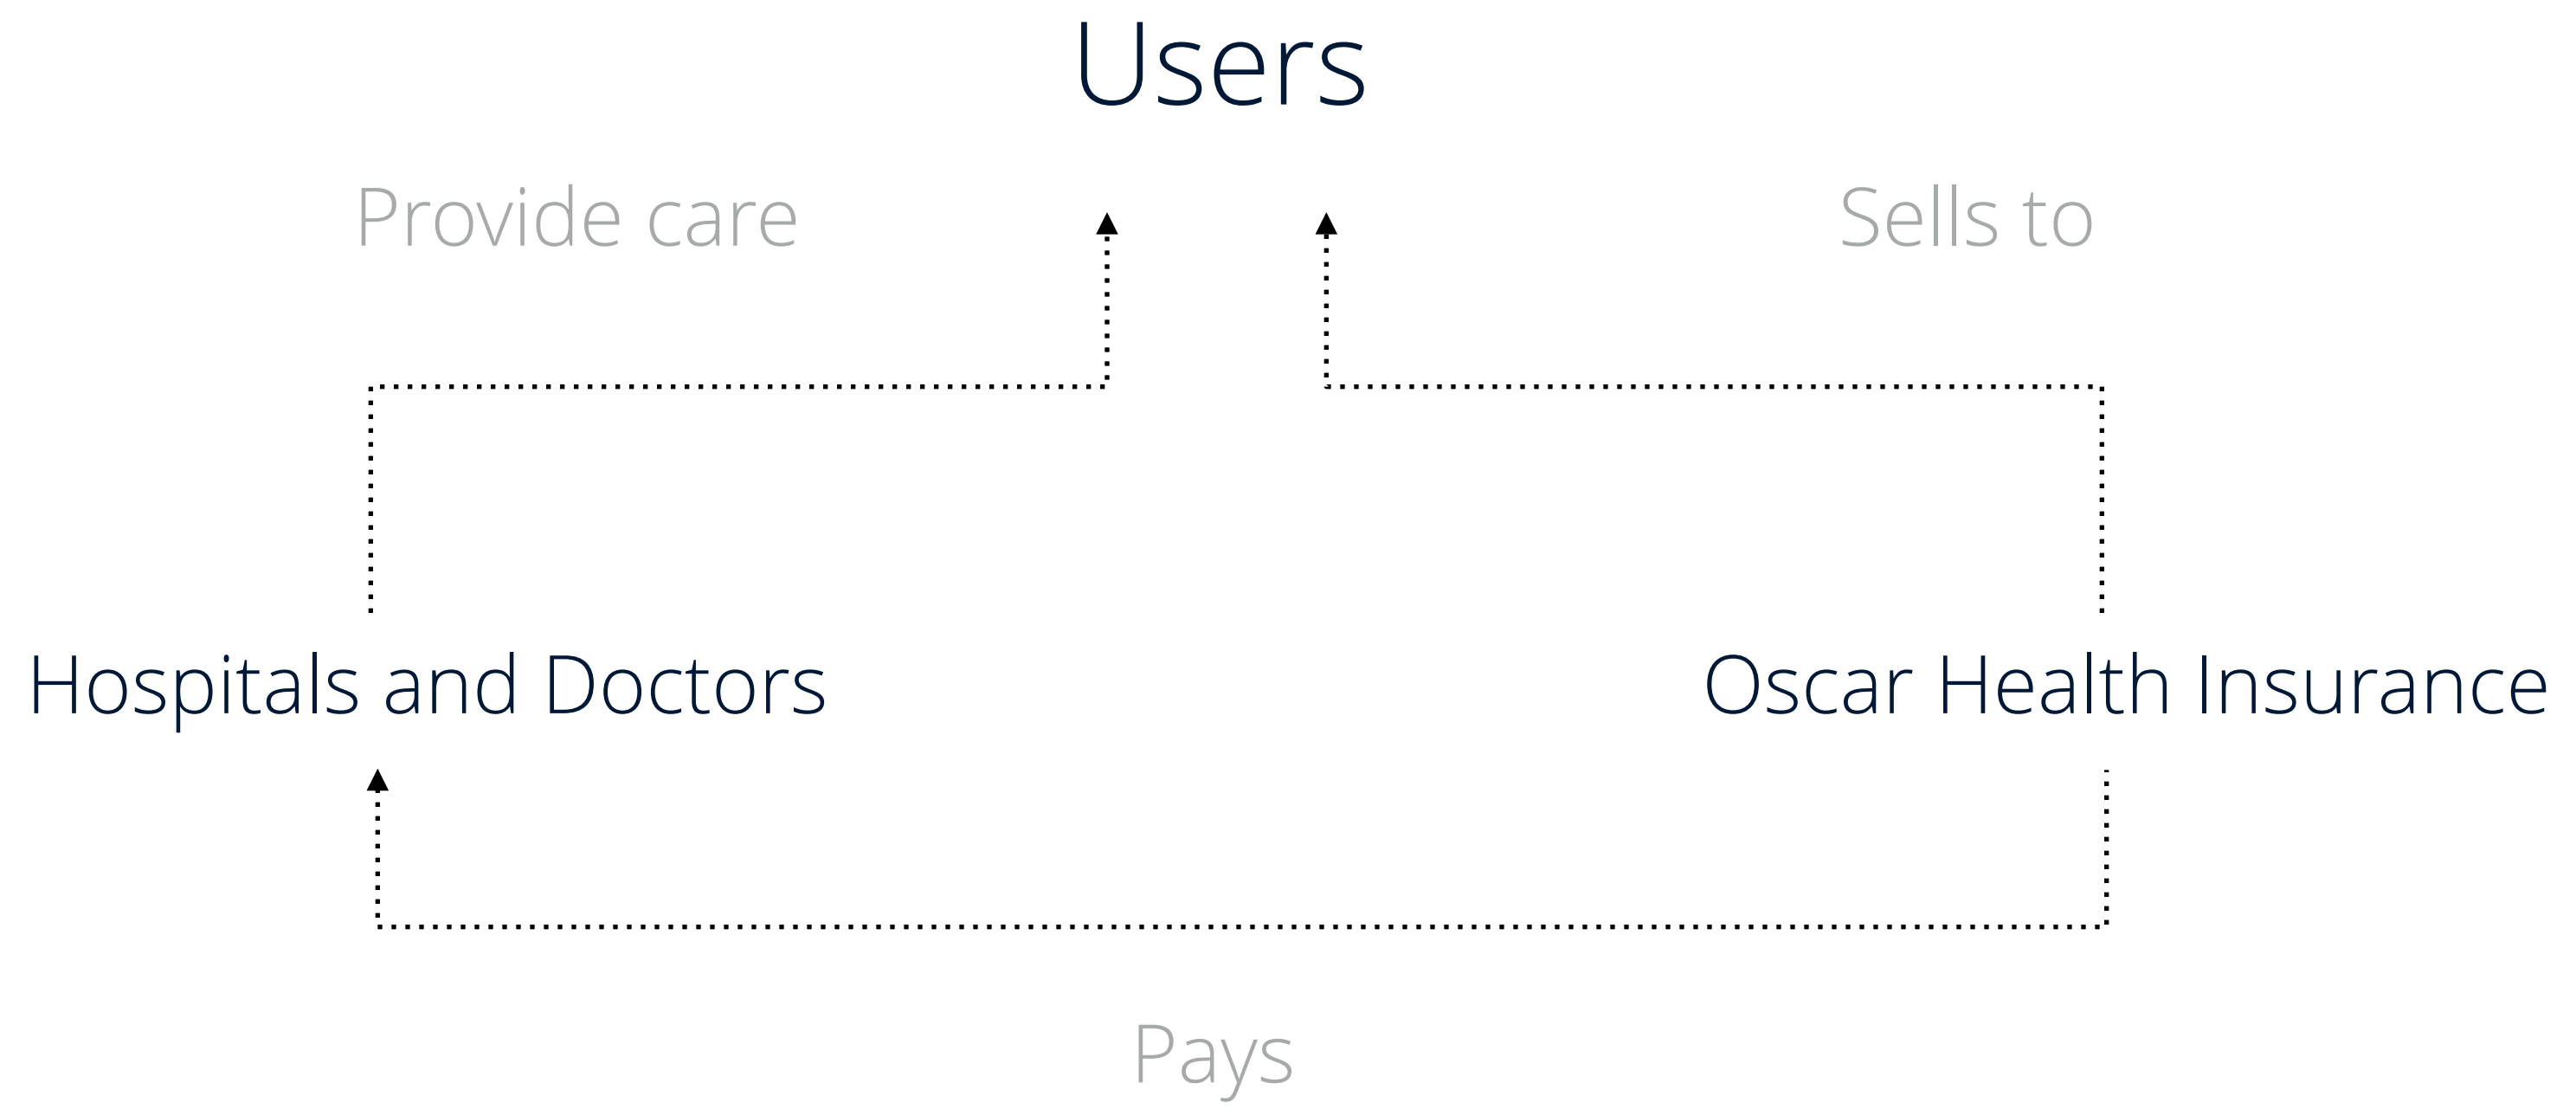 Users
Provide care
Sells to
Hospitals and Doctors
Oscar Health Insurance
Pays